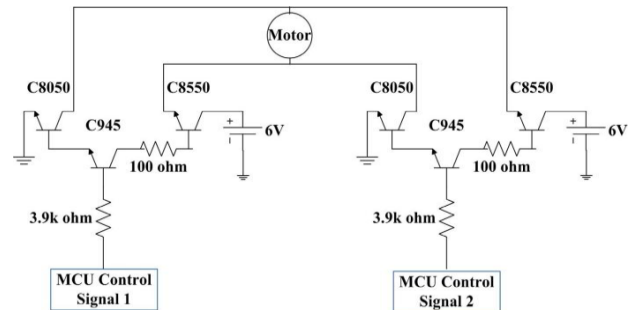 Motor
C8050
C8550
C945
+
-
6V
100 ohm
3.9k ohm
MCU Control
Signal 1
C8050
C8550
C945
+
-
6V
100 ohm
3.9k ohm
MCU Control
Signal 2